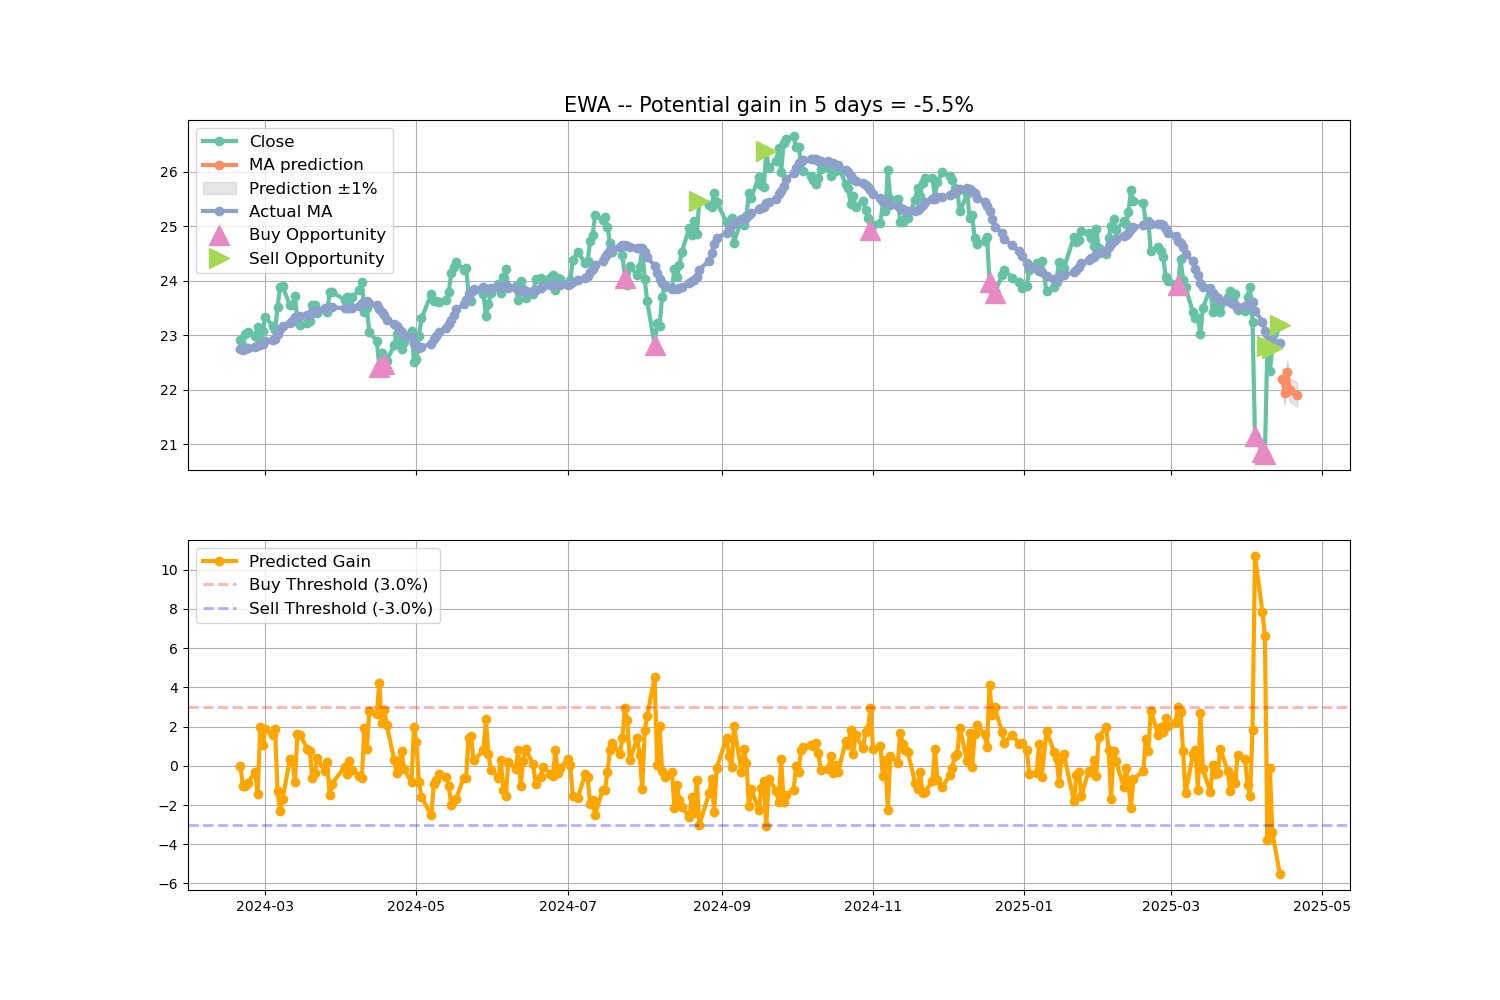 EWA -- Potential gain in 5 days = -5.5%
Close
MA prediction
Prediction ±1%
Actual MA
Buy Opportunity
Sell Opportunity
26
25
24
23
22
21
Predicted Gain
Buy Threshold (3.0%)
Sell Threshold (-3.0%)
10
8
6
4
2
0
−2
−4
−6
2024-03 2024-05 2024-07 2024-09 2024-11 2025-01 2025-03 2025-05